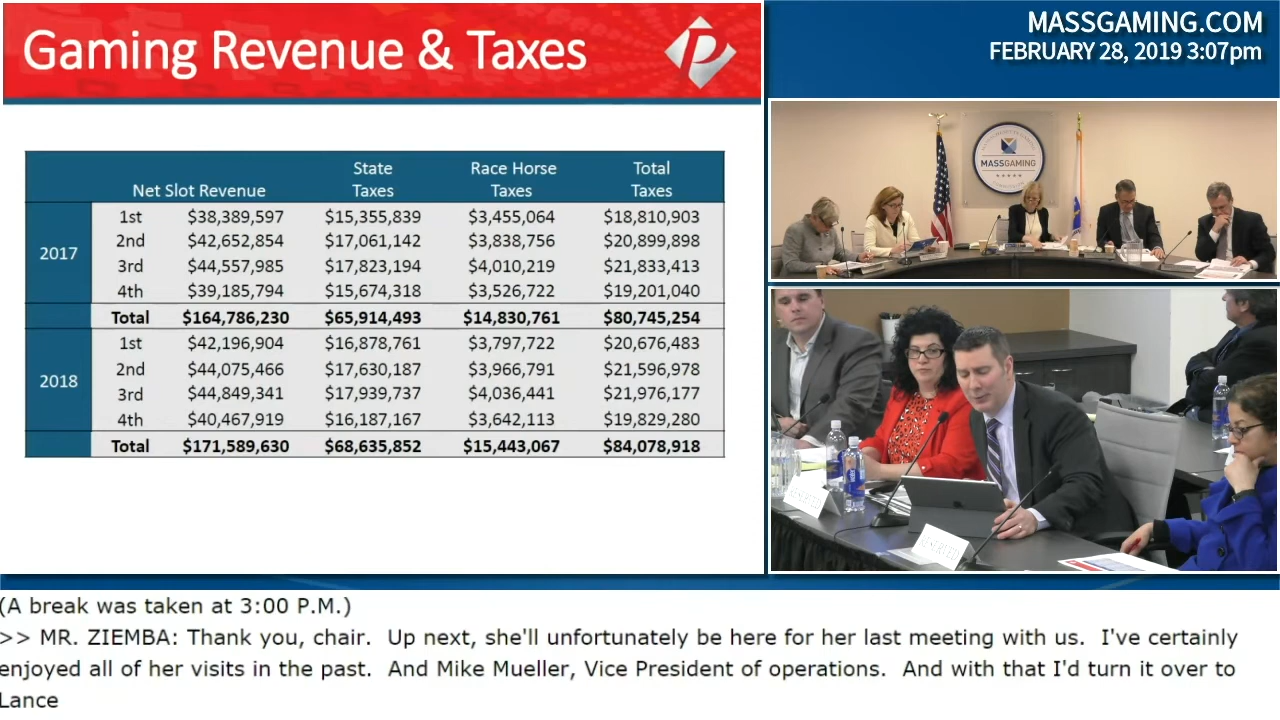 Gaming Revenue & Taxes
MASSGAMING.COM
FEBRUARY 28, 2019 3:07pm
MASSGAMING
State Race Horse Total
Net Slot Revenue Taxes Taxes Taxes
2017
1st $38,389,597 $15,355,839 $3,455,064 $18,810,903
2nd $42,652,854 $17,061,142 $3,838,756 $20,899,898
3rd $44,557,985 $17,823,194 $4,010,219 $21,833,413
4th $39,185,794 $15,674,318 $3,526,722 $19,201,040
Total $164,786,230 $65,914,493 $14,830,761 $80,745,254
2018
1st $42,196,904 $16,878,761 $3,797,722 $20,676,483
2nd $44,075,466 $17,630,187 $3,966,791 $21,596,978
3rd $44,849,341 $17,939,737 $4,036,441 $21,976,177
4th $40,467,919 $16,187,167 $3,642,113 $19,829,280
Total $171,589,630 $68,635,852 $15,443,067 $84,078,918
RESERVED
RESERVED
(A break was taken at 3:00 P.M.)
>> MR. ZIEMBA: Thank you, chair.  Up next, she'll unfortunately be here for her last meeting with us.  I've certainly
enjoyed all of her visits in the past.  And Mike Mueller, Vice President of operations.  And with that I'd turn it over to
Lance